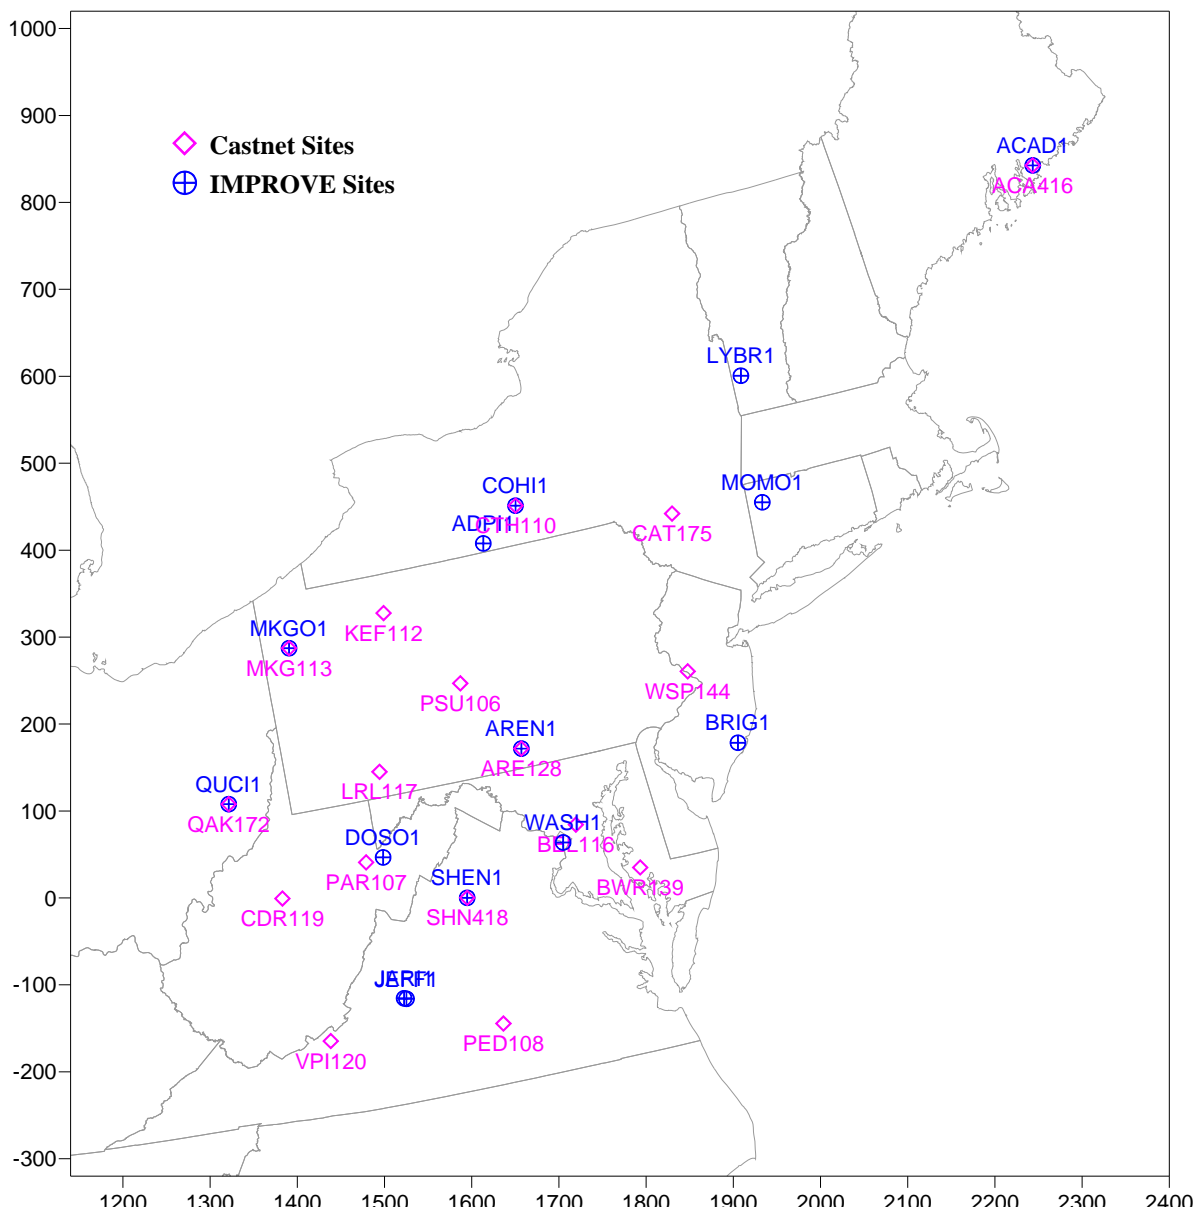 1000
900
800
700
600
500
400
300
200
100
0
-100
-200
-300
Castnet Sites
IMPROVE Sites
ACAD1
ACA416
LYBR1
MOMO1
COHI1
CTH110
CAT175
KEF112
MKGO1
MKG113
PSU106
WSP144
BRIG1
AREN1
ARE128
LRL117
QUCI1
QAK172
DOSO1
PAR107
WASH1
BWR139
CDR119
SHEN1
SHN418
PED108
VPI120
1200 1300 1400 1500 1600 1700 1800 1900 2000 2100 2200 2300 2400